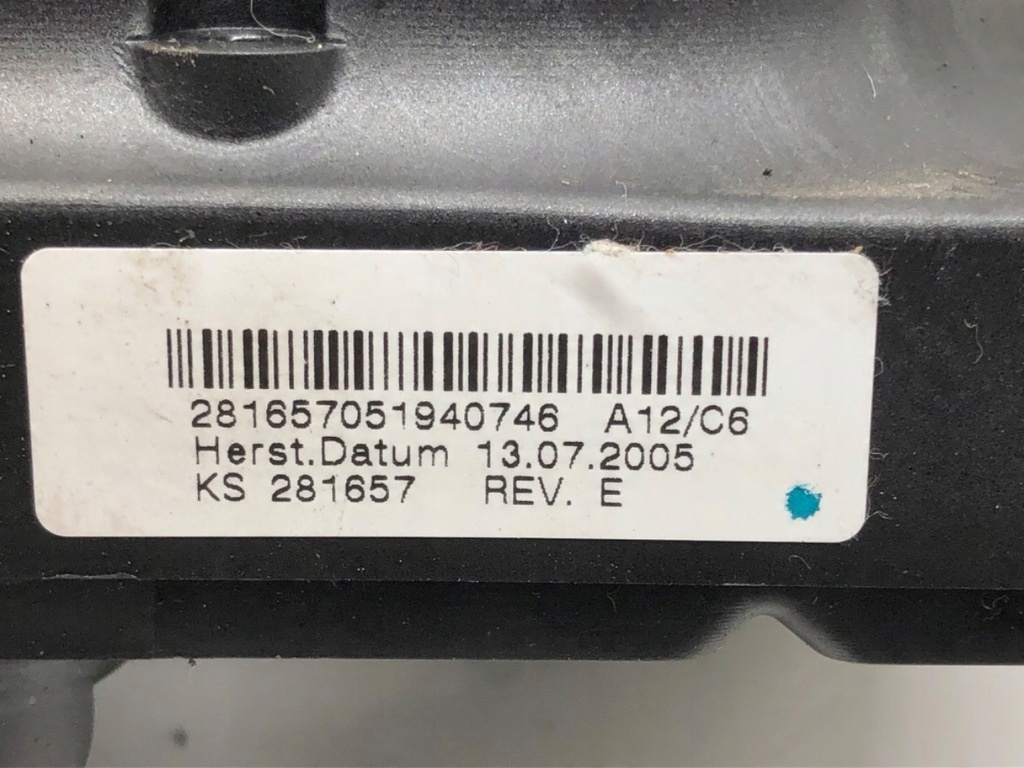 281657051940746 A12/C6
Herst.Datum 13.07.2005
KS 281657 REV. E